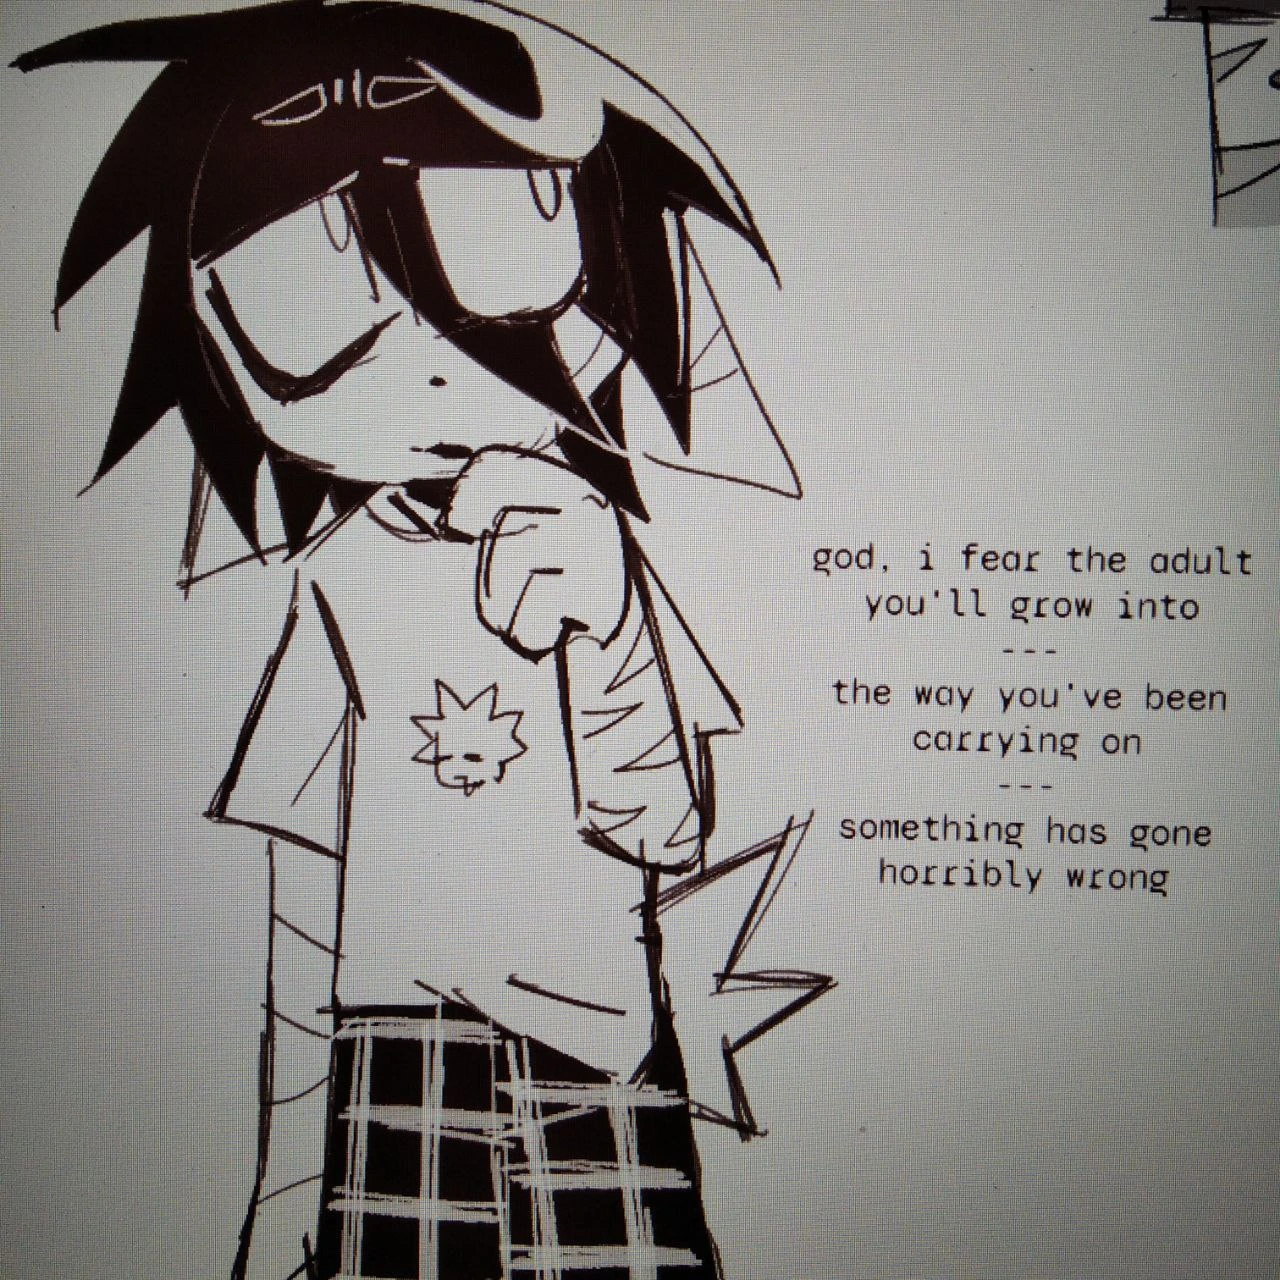 god, i fear the adult
you'll grow into
---
the way you've been
carrying on
---
something has gone
horribly wrong